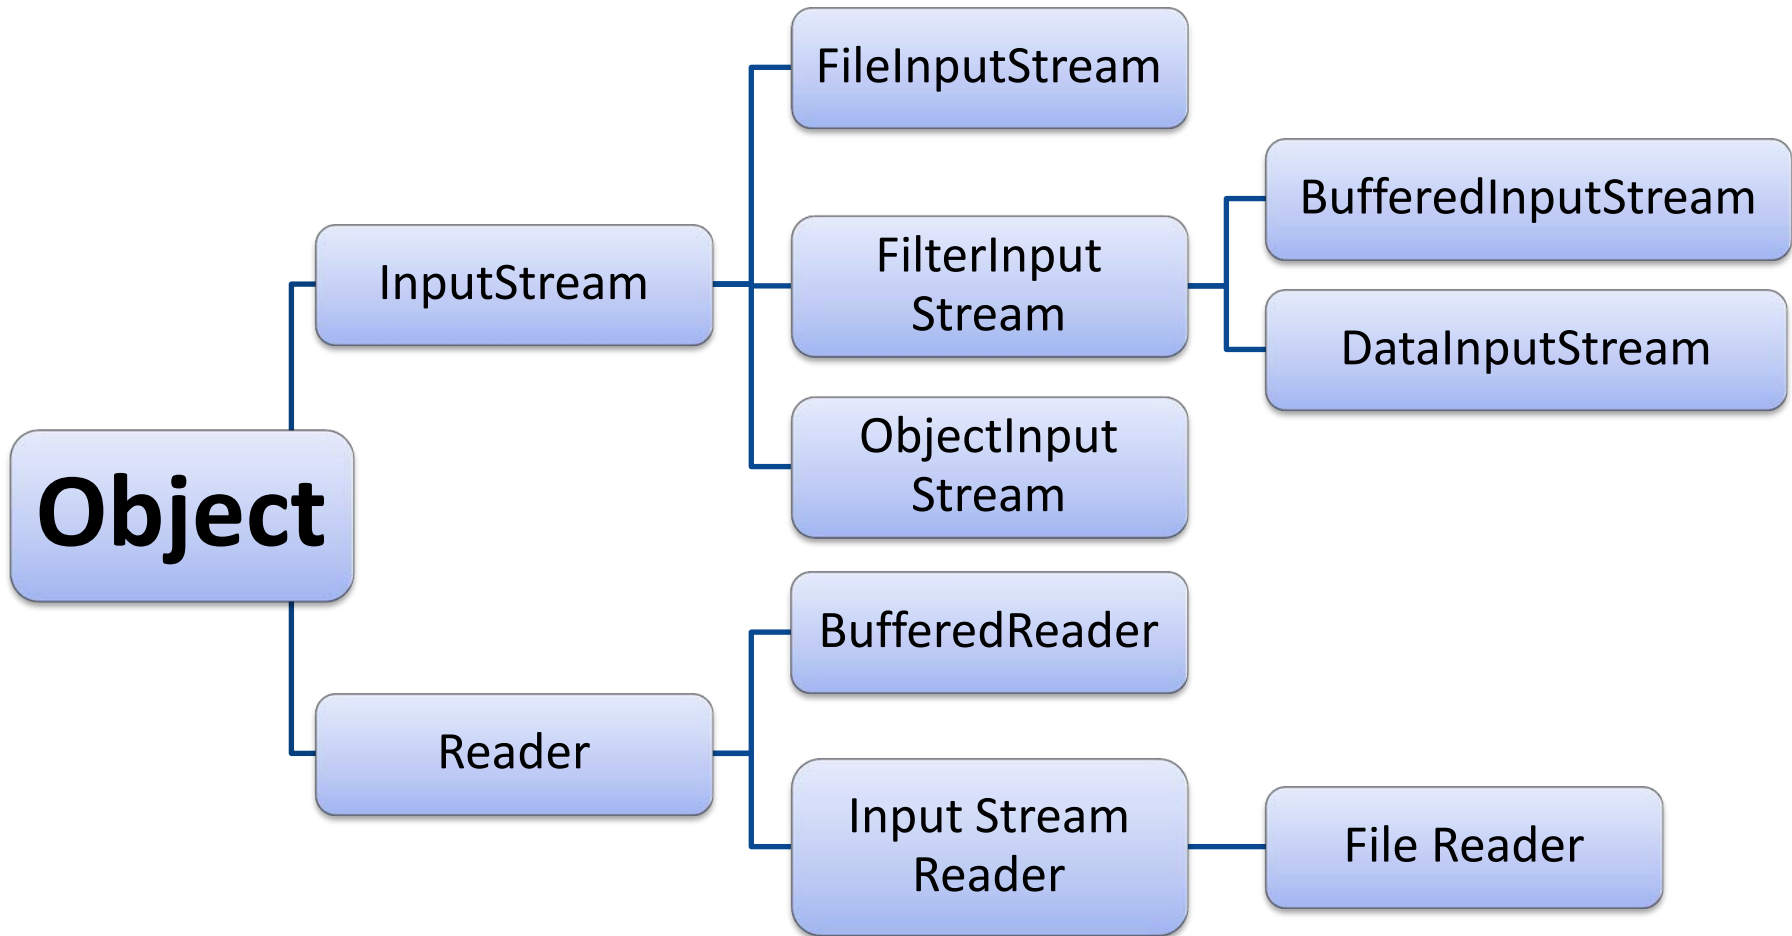 FileInputStream
BufferedInputStream
FilterInput
Stream
InputStream
DataInputStream
ObjectInput
Stream
Object
BufferedReader
Reader
Input Stream
Reader
File Reader